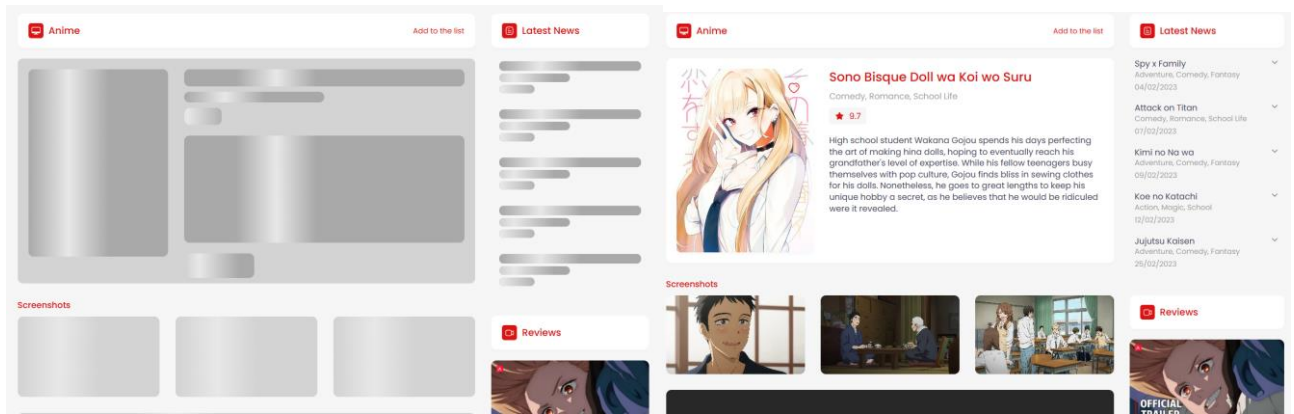 Anime
Add to the list
Latest News
Screenshots
Reviews
Anime
Add to the list
Sono Bisque Doll wa Koi wo Suru
Comedy, Romance, School Life
9.7
High school student Wakana Gojou spends his days perfecting
the art of making hina dolls, hoping to eventually reach his
grandfather's level of expertise. While his fellow teenagers busy
themselves with pop culture, Gojou finds bliss in sewing clothes
for his dolls. Nonetheless, he goes to great lengths to keep his
unique hobby a secret, as he believes that he would be ridiculed
were it revealed.
Screenshots
Latest News
Spy x Family
Adventure, Comedy, Fantasy
04/02/2023
Attack on Titan
Comedy, Romance, School Life
07/02/2023
Kimi no Na wa
Adventure, Comedy, Fantasy
09/02/2023
Koe no Katachi
Action, Magic, School
12/02/2023
Jujutsu Kaisen
Adventure, Comedy, Fantasy
25/02/2023
Reviews
OFFICIAL
TRAILER